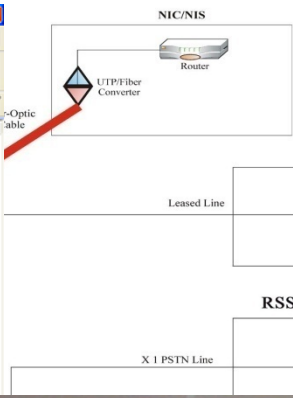 NIC/NIS
Router
UTP/Fiber
Converter
r-Optic
Cable
Leased Line
RSS
X 1 PSTN Line